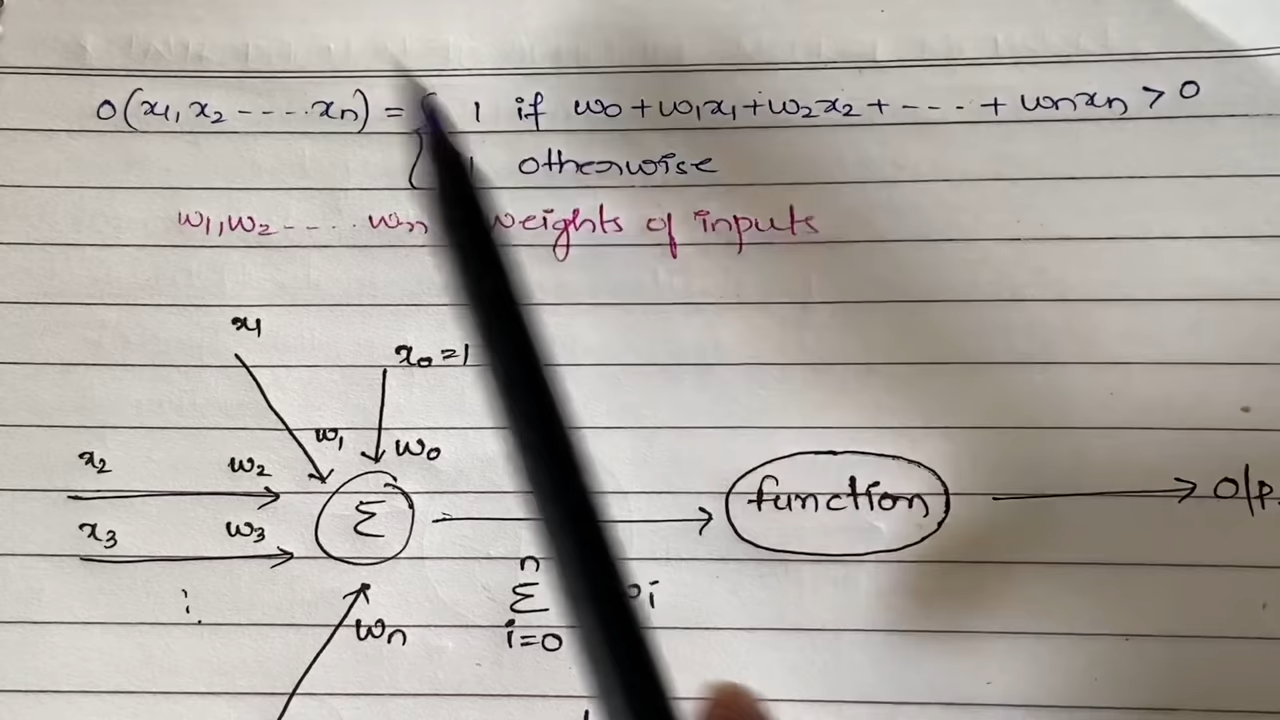 O(x1, x2 ---.... xn) = { 1 if w0 + w1x1 + w2x2 + --- . + wnxn > 0
1 otherwise
w1, w2 - - - . . wn weights of inputs
x1
x0 = 1
w1
w0
x2 w2
Σ
function
O/P
x3 w3
n
Σ i
i=0
wn